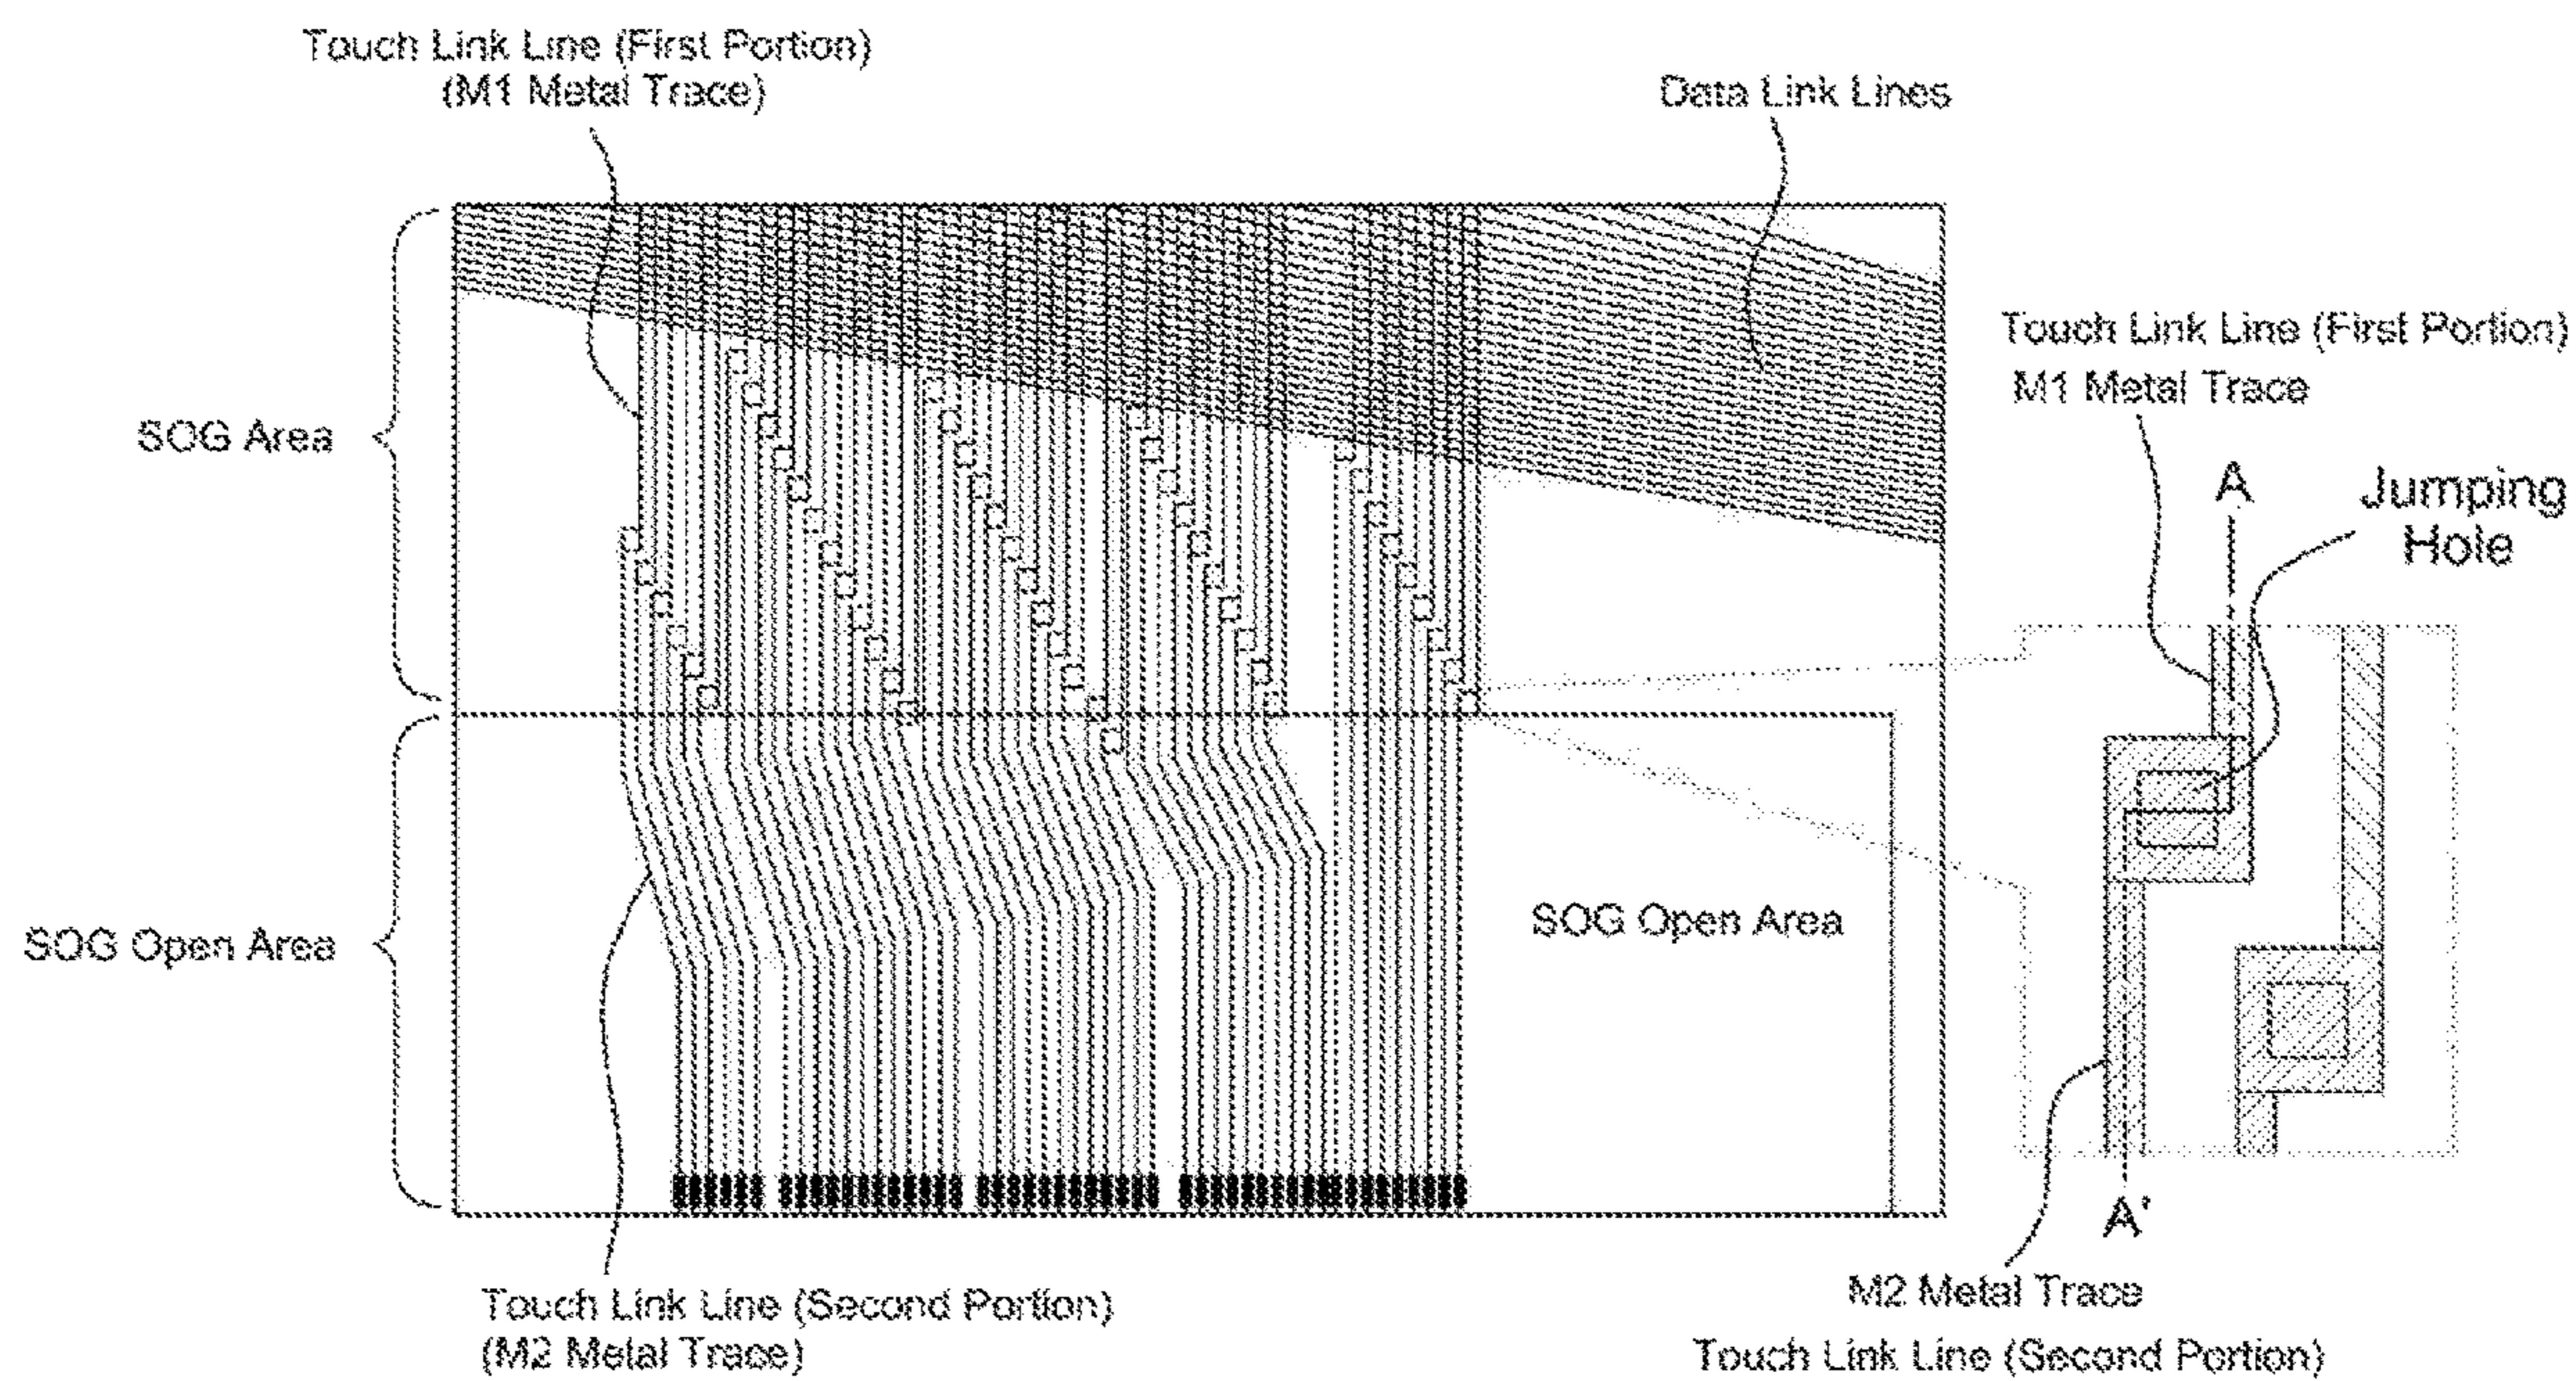 Touch Link Line (First Portion)
(M1 Metal Trace)
Data Link Lines
Touch Link Line (First Portion)
M1 Metal Trace
SOG Area
A
Jumping
Hole
SOG Open Area
SOG Open Area
A'
M2 Metal Trace
Touch Link Line (Second Portion)
Touch Link Line (Second Portion)
(M2 Metal Trace)